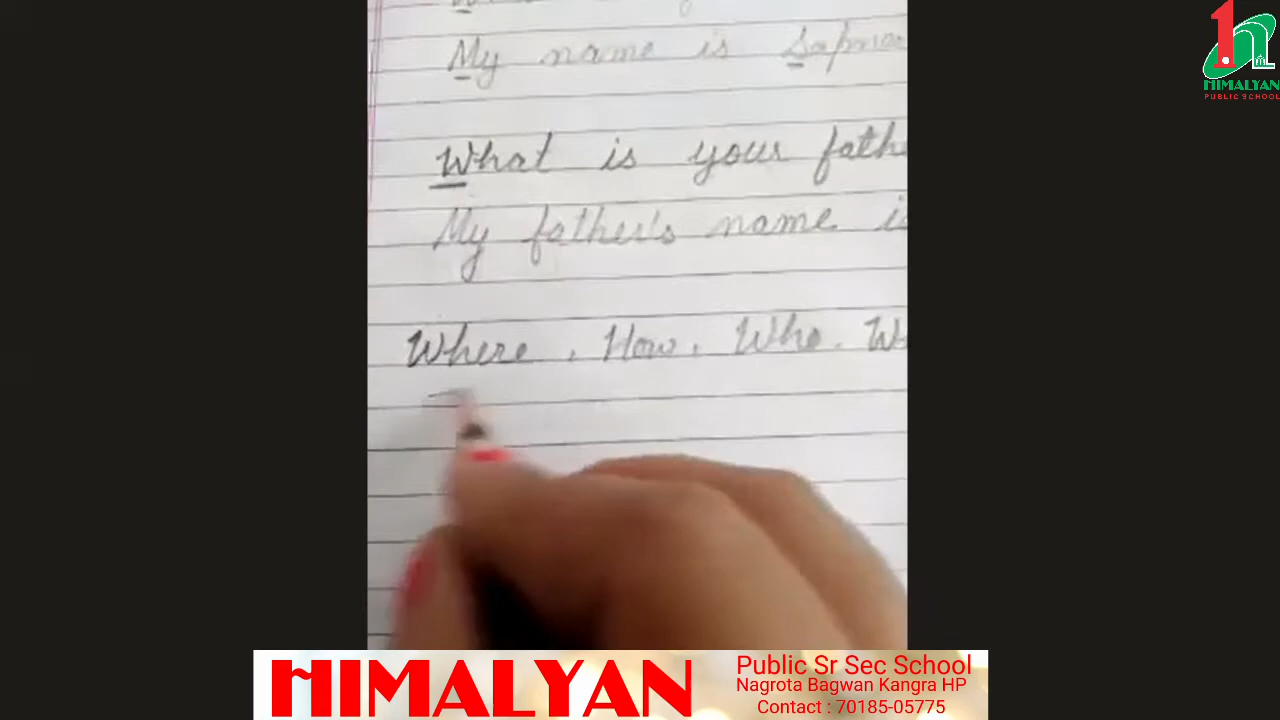 My name is
What is your
My father's name is
Where, How, Who.
HIMALYAN
PUBLIC SCHOOL
HIMALYAN
Public Sr Sec School
Nagrota Bagwan Kangra HP
Contact : 70185-05775